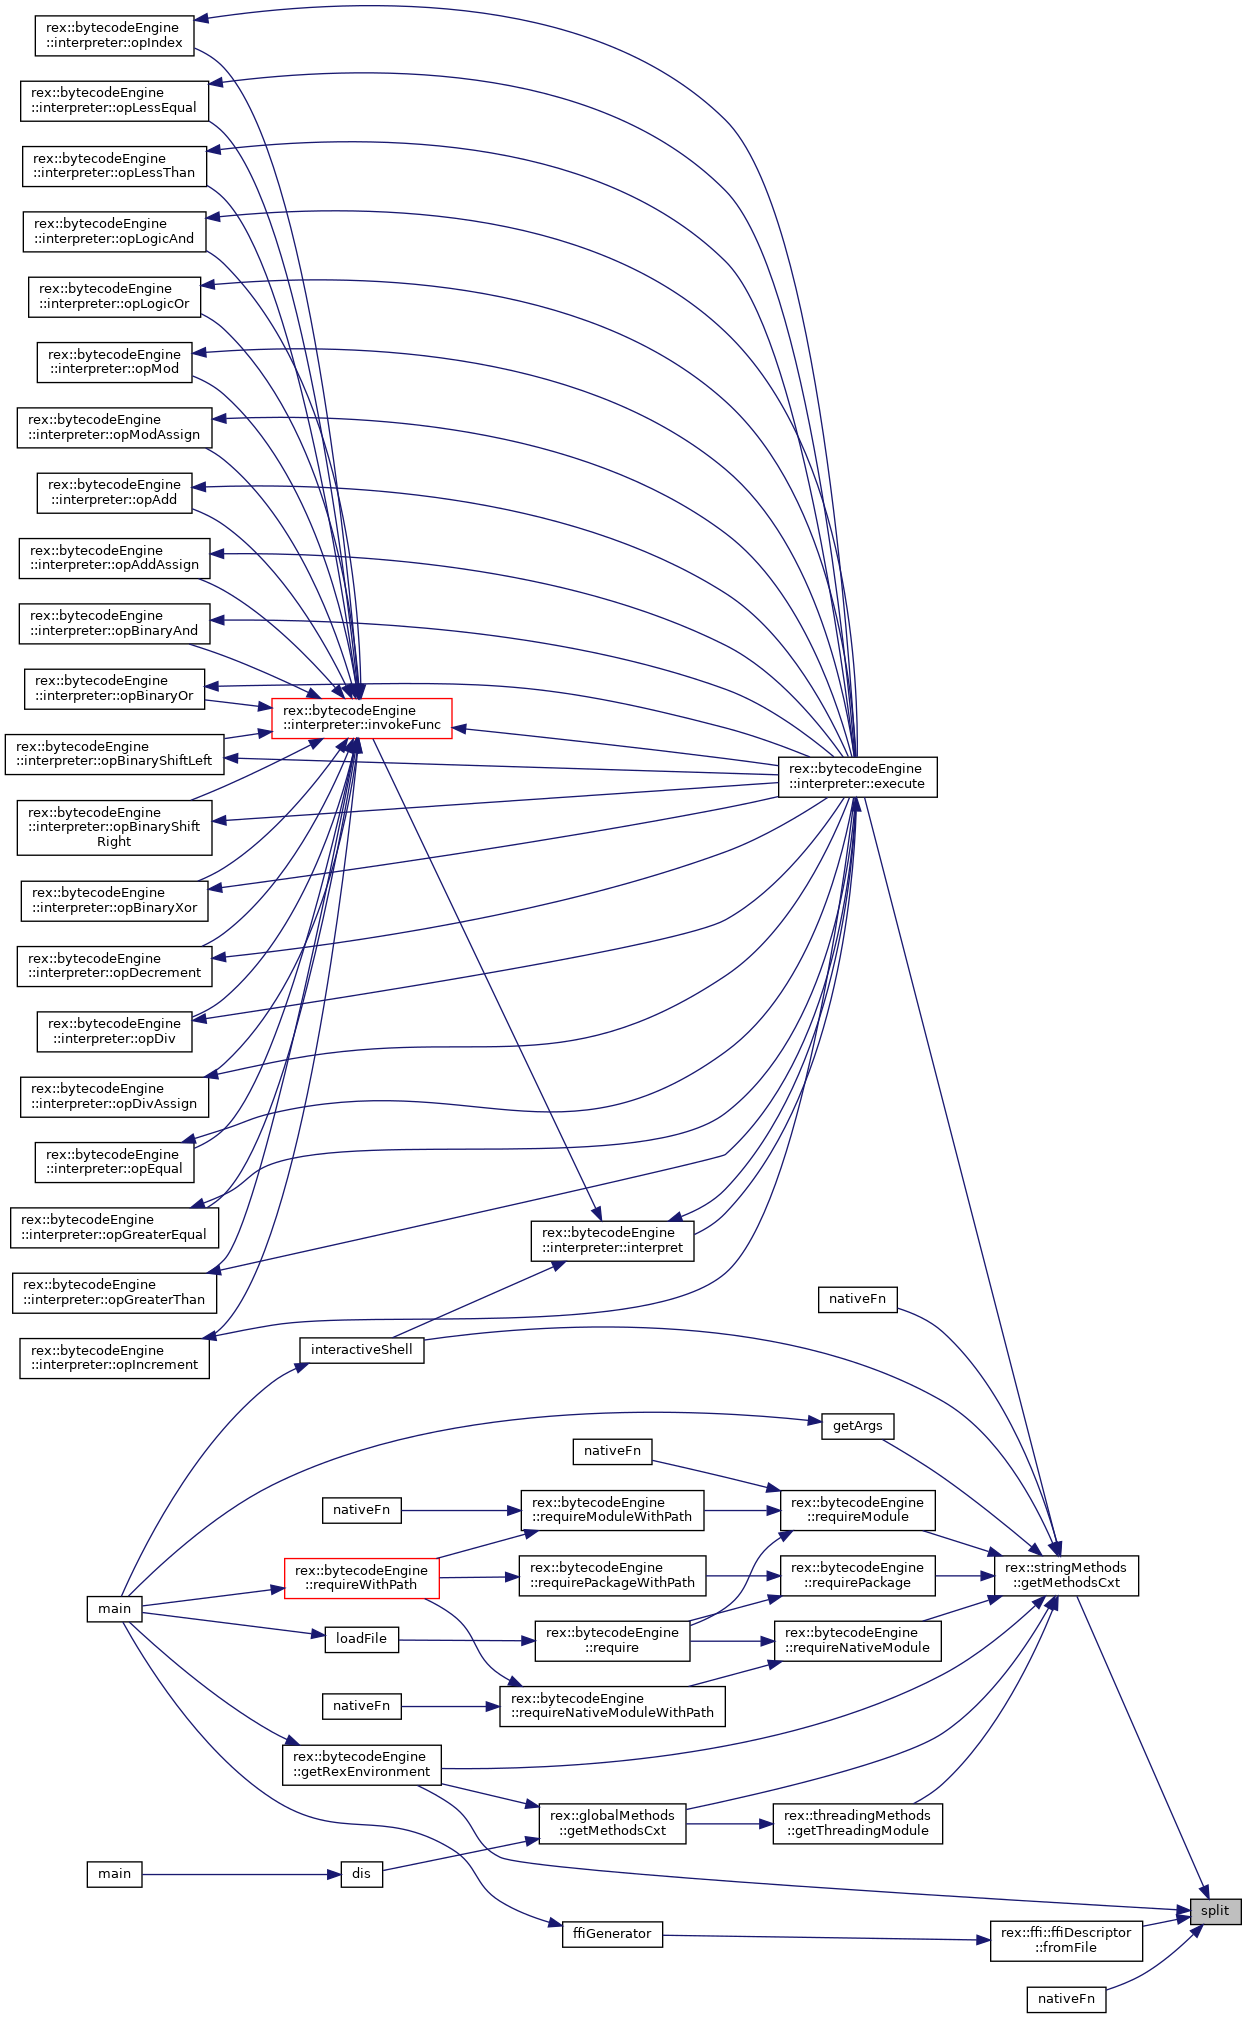 rex::bytecodeEngine
::interpreter::opIndex
rex::bytecodeEngine
::interpreter::opLessEqual
rex::bytecodeEngine
::interpreter::opLessThan
rex::bytecodeEngine
::interpreter::opLogicAnd
rex::bytecodeEngine
::interpreter::opLogicOr
rex::bytecodeEngine
::interpreter::opMod
rex::bytecodeEngine
::interpreter::opModAssign
rex::bytecodeEngine
::interpreter::opAdd
rex::bytecodeEngine
::interpreter::opAddAssign
rex::bytecodeEngine
::interpreter::opBinaryAnd
rex::bytecodeEngine
::interpreter::opBinaryOr
rex::bytecodeEngine
::interpreter::invokeFunc
rex::bytecodeEngine
::interpreter::opBinaryShiftLeft
rex::bytecodeEngine
::interpreter::execute
rex::bytecodeEngine
::interpreter::opBinaryShift
Right
rex::bytecodeEngine
::interpreter::opBinaryXor
rex::bytecodeEngine
::interpreter::opDecrement
rex::bytecodeEngine
::interpreter::opDiv
rex::bytecodeEngine
::interpreter::opDivAssign
rex::bytecodeEngine
::interpreter::opEqual
rex::bytecodeEngine
::interpreter::opGreaterEqual
rex::bytecodeEngine
::interpreter::interpret
rex::bytecodeEngine
::interpreter::opGreaterThan
nativeFn
rex::bytecodeEngine
::interpreter::opIncrement
interactiveShell
getArgs
nativeFn
nativeFn
rex::bytecodeEngine
::requireModuleWithPath
rex::bytecodeEngine
::requireModule
rex::bytecodeEngine
::requireWithPath
rex::bytecodeEngine
::requirePackageWithPath
rex::bytecodeEngine
::requirePackage
rex::stringMethods
::getMethodsCxt
main
loadFile
rex::bytecodeEngine
::require
rex::bytecodeEngine
::requireNativeModule
nativeFn
rex::bytecodeEngine
::requireNativeModuleWithPath
rex::bytecodeEngine
::getRexEnvironment
rex::globalMethods
::getMethodsCxt
rex::threadingMethods
::getThreadingModule
main
dis
split
ffiGenerator
rex::ffi::ffiDescriptor
::fromFile
nativeFn